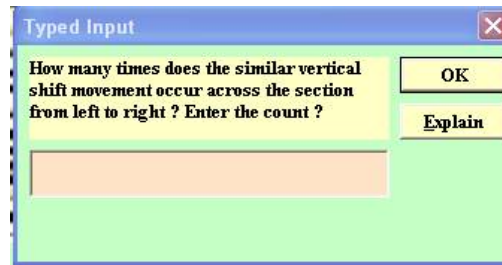 Typed Input
How many times does the similar vertical
shift movement occur across the section
from left to right ? Enter the count ?
OK
Explain